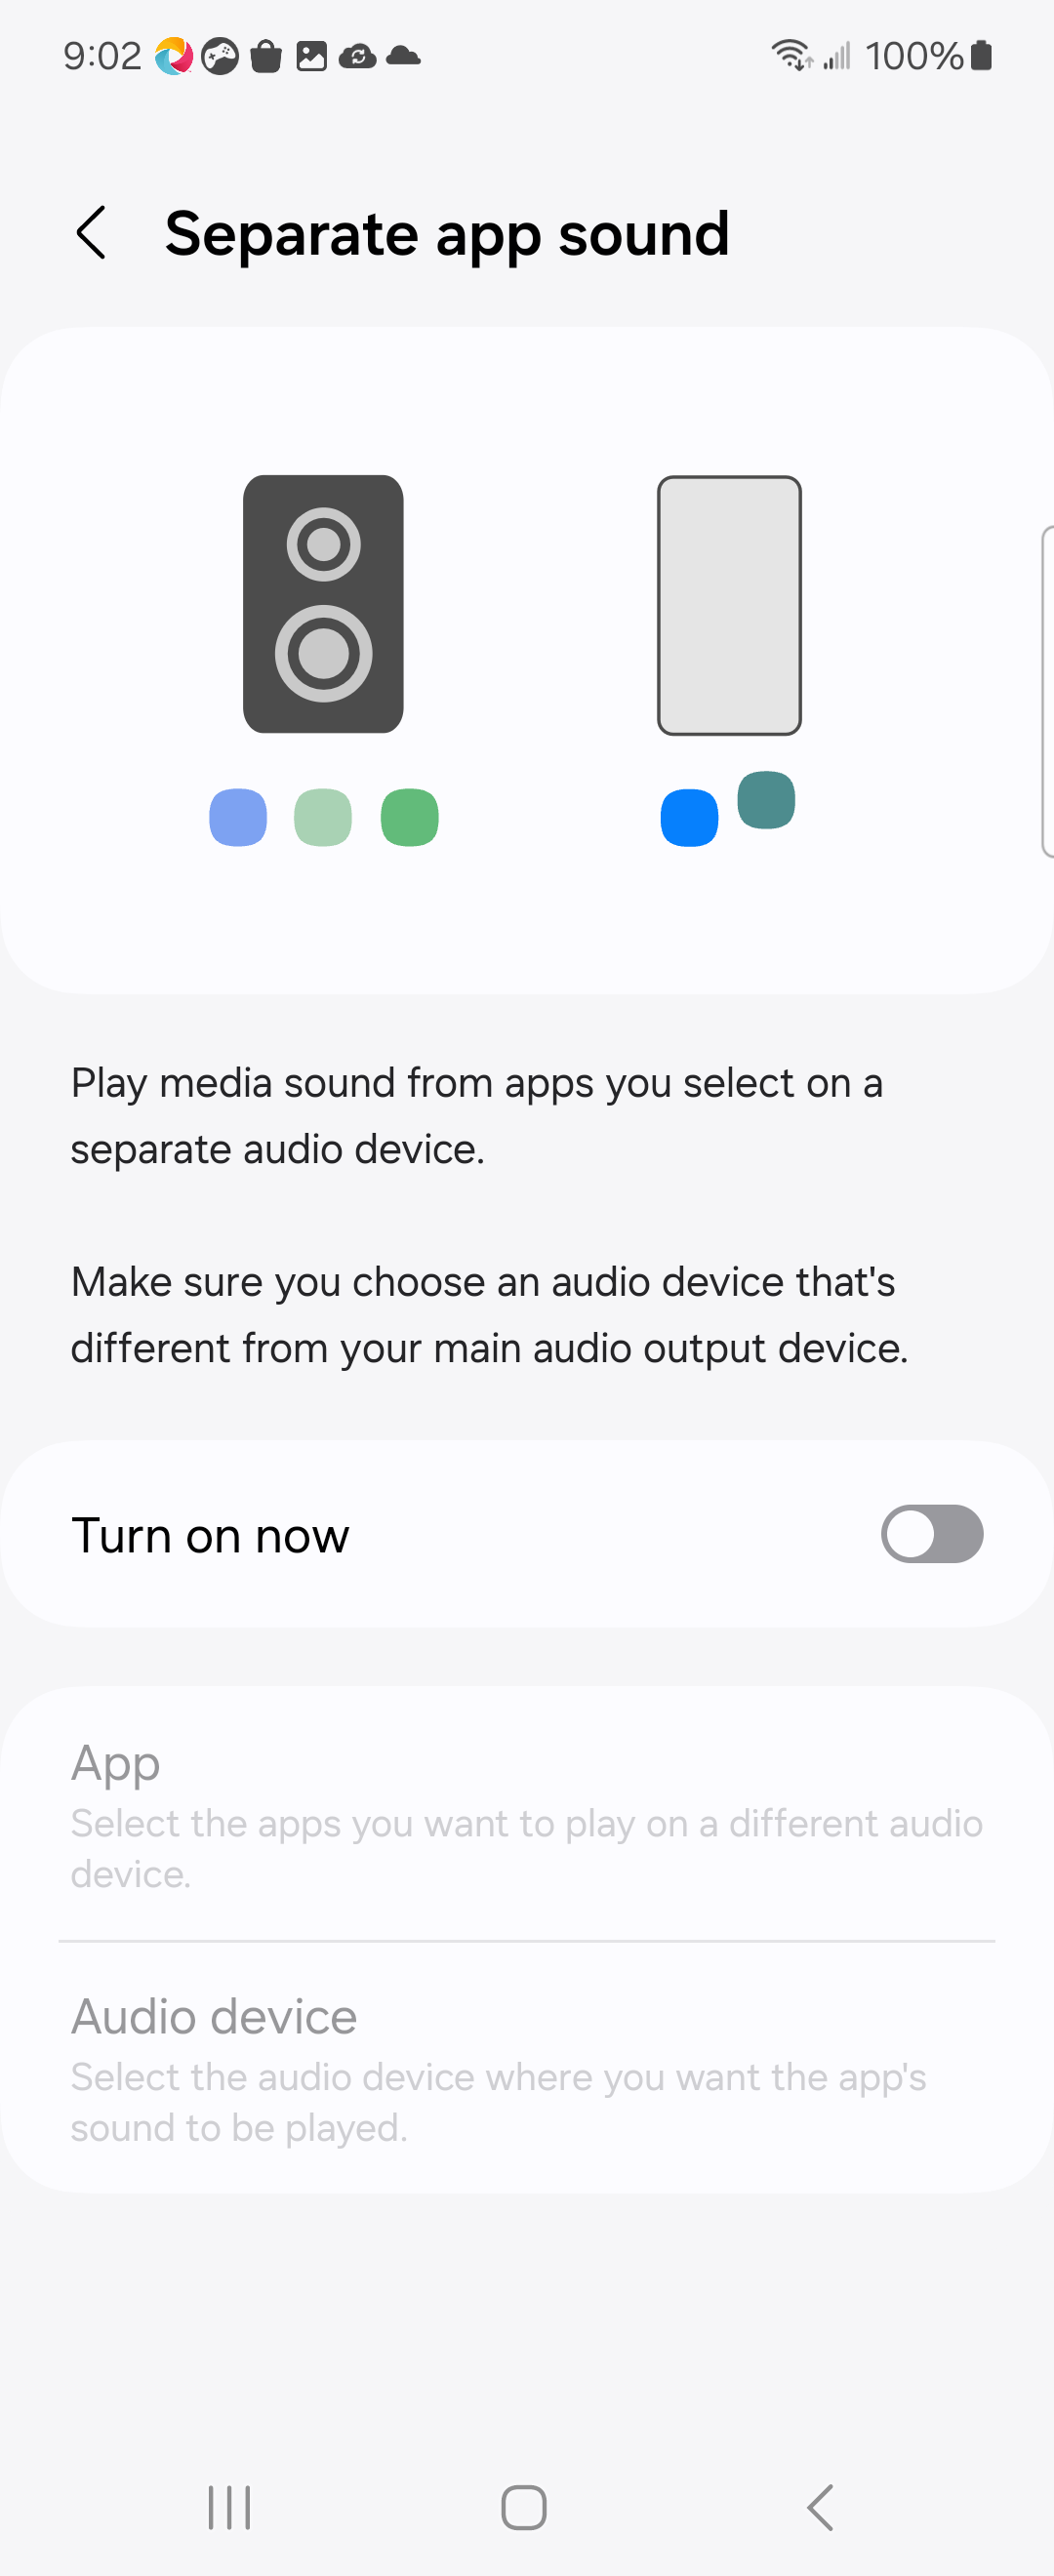 9:02
100%
Separate app sound
Play media sound from apps you select on a
separate audio device.
Make sure you choose an audio device that's
different from your main audio output device.
Turn on now
App
Select the apps you want to play on a different audio
device.
Audio device
Select the audio device where you want the app's
sound to be played.